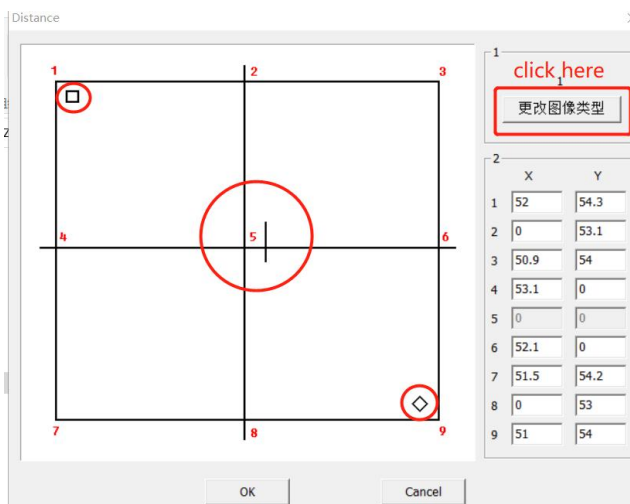 Distance
1 2 3
4 5 6
7 8 9
1
click here
1
更改图像类型
2
X Y
1 52 54.3
2 0 53.1
3 50.9 54
4 53.1 0
5 0 0
6 52.1 0
7 51.5 54.2
8 0 53
9 51 54
OK Cancel